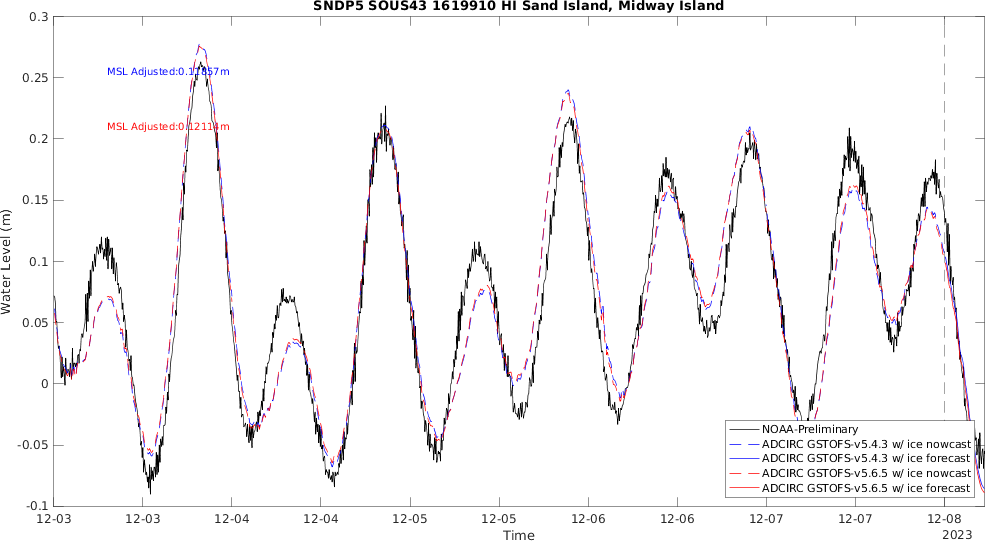 SNDP5 SOUS43 1619910 HI Sand Island, Midway Island
0.3
0.25
0.2
0.15
0.1
0.05
0
-0.05
-0.1
Water Level (m)
MSL Adjusted:0.11857m
MSL Adjusted:0.12114m
NOAA-Preliminary
ADCIRC GSTOFS-v5.4.3 w/ ice nowcast
ADCIRC GSTOFS-v5.4.3 w/ ice forecast
ADCIRC GSTOFS-v5.6.5 w/ ice nowcast
ADCIRC GSTOFS-v5.6.5 w/ ice forecast
12-03 12-03 12-04 12-04 12-05 12-05 12-06 12-06 12-07 12-07 12-08
2023
Time